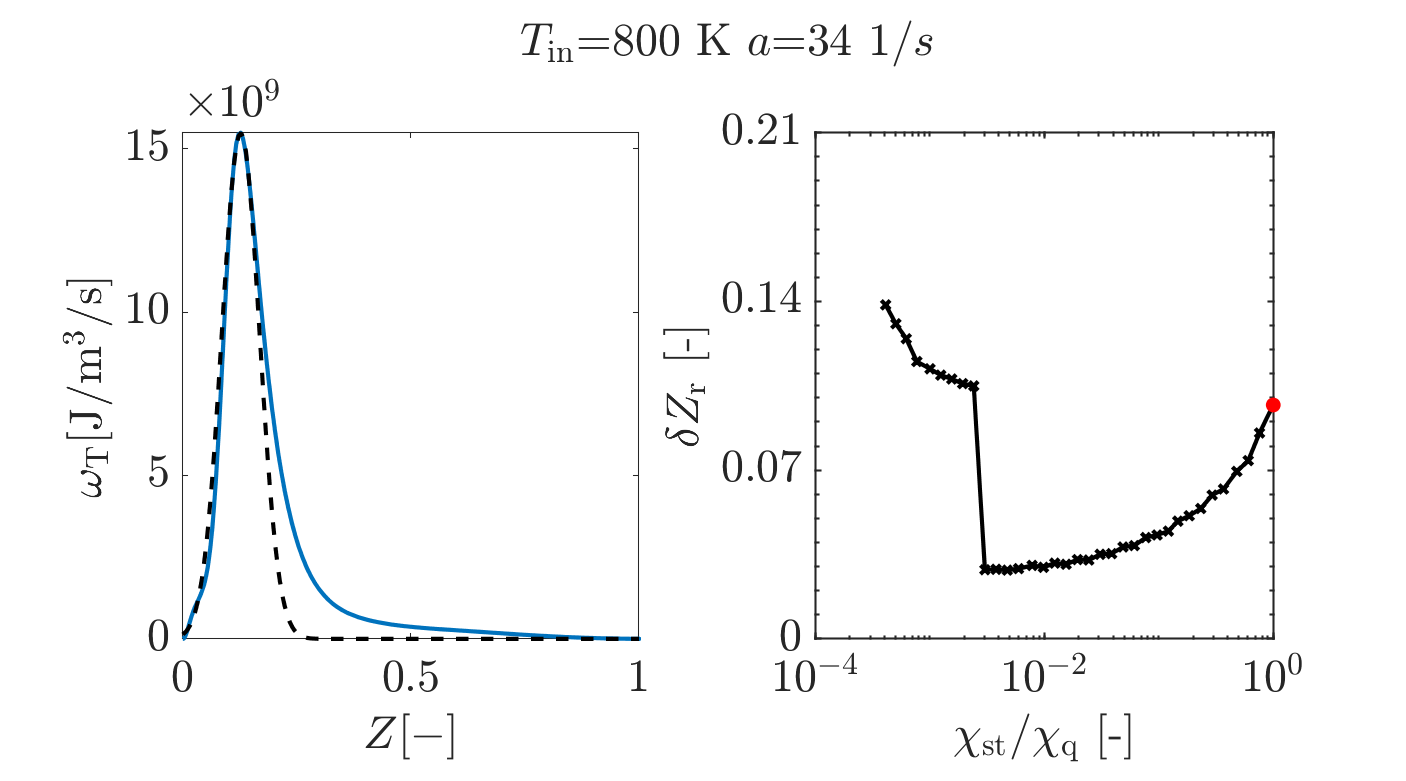 T_in=800 K a=34 1/s
×10^9
15
10
5
0
ω_T[J/m^3/s]
0 0.5 1
Z[−]
0.21
0.14
0.07
0
δZ_r [-]
10^−4 10^−2 10^0
χ_st/χ_q [-]